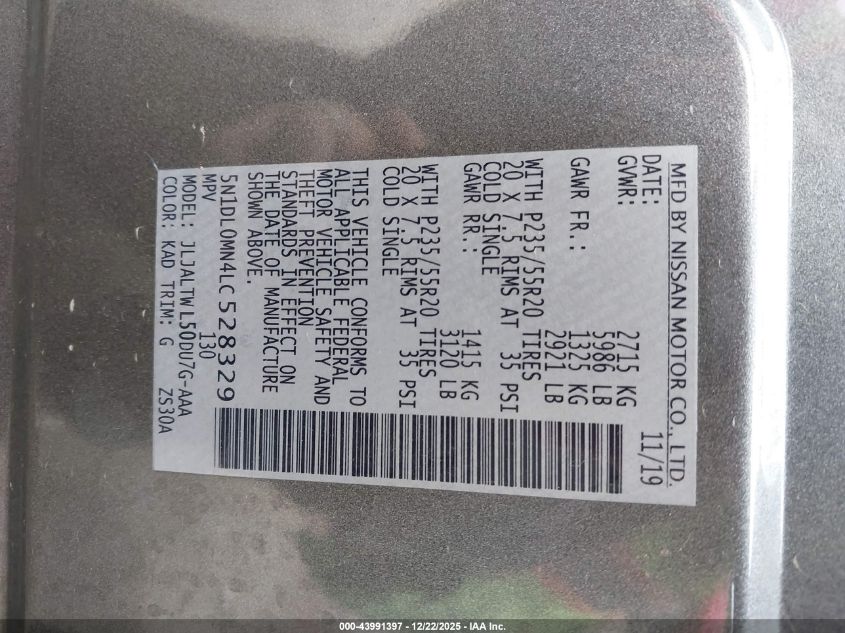 MFD BY NISSAN MOTOR CO., LTD.
DATE: 11/19
GVWR: 2715 KG
5986 LB
GAWR FR.: 1325 KG
2921 LB
WITH P235/55R20 TIRES
20 X 7.5 RIMS AT 35 PSI
COLD SINGLE
GAWR RR.: 1415 KG
3120 LB
WITH P235/55R20 TIRES
20 X 7.5 RIMS AT 35 PSI
COLD SINGLE
THIS VEHICLE CONFORMS TO
ALL APPLICABLE FEDERAL
MOTOR VEHICLE SAFETY AND
THEFT PREVENTION
STANDARDS IN EFFECT ON
THE DATE OF MANUFACTURE
SHOWN ABOVE.
5N1DL0MN4LC528329
MPV 130
MODEL: JLJALTWL50DU7G-AAA
COLOR: KAD TRIM: G ZS30A
000-43991397 - 12/22/2025 - IAA Inc.